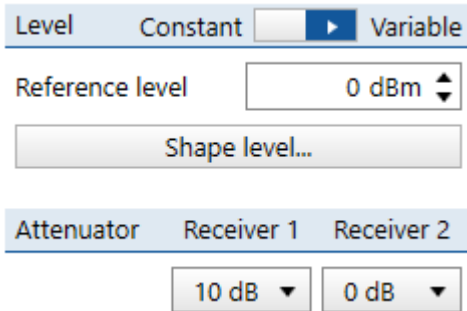 Level Constant Variable
Reference level 0 dBm
Shape level...
Attenuator Receiver 1 Receiver 2
10 dB 0 dB